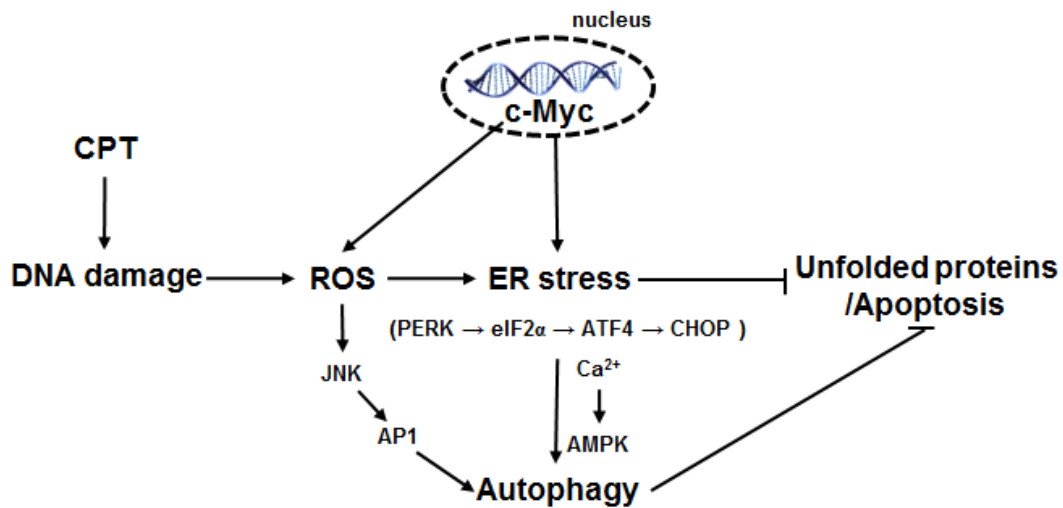 nucleus
c-Myc
CPT
DNA damage
ROS
ER stress
Unfolded proteins
/Apoptosis
(PERK → eIF2α → ATF4 → CHOP )
JNK
Ca²⁺
AP1
AMPK
Autophagy